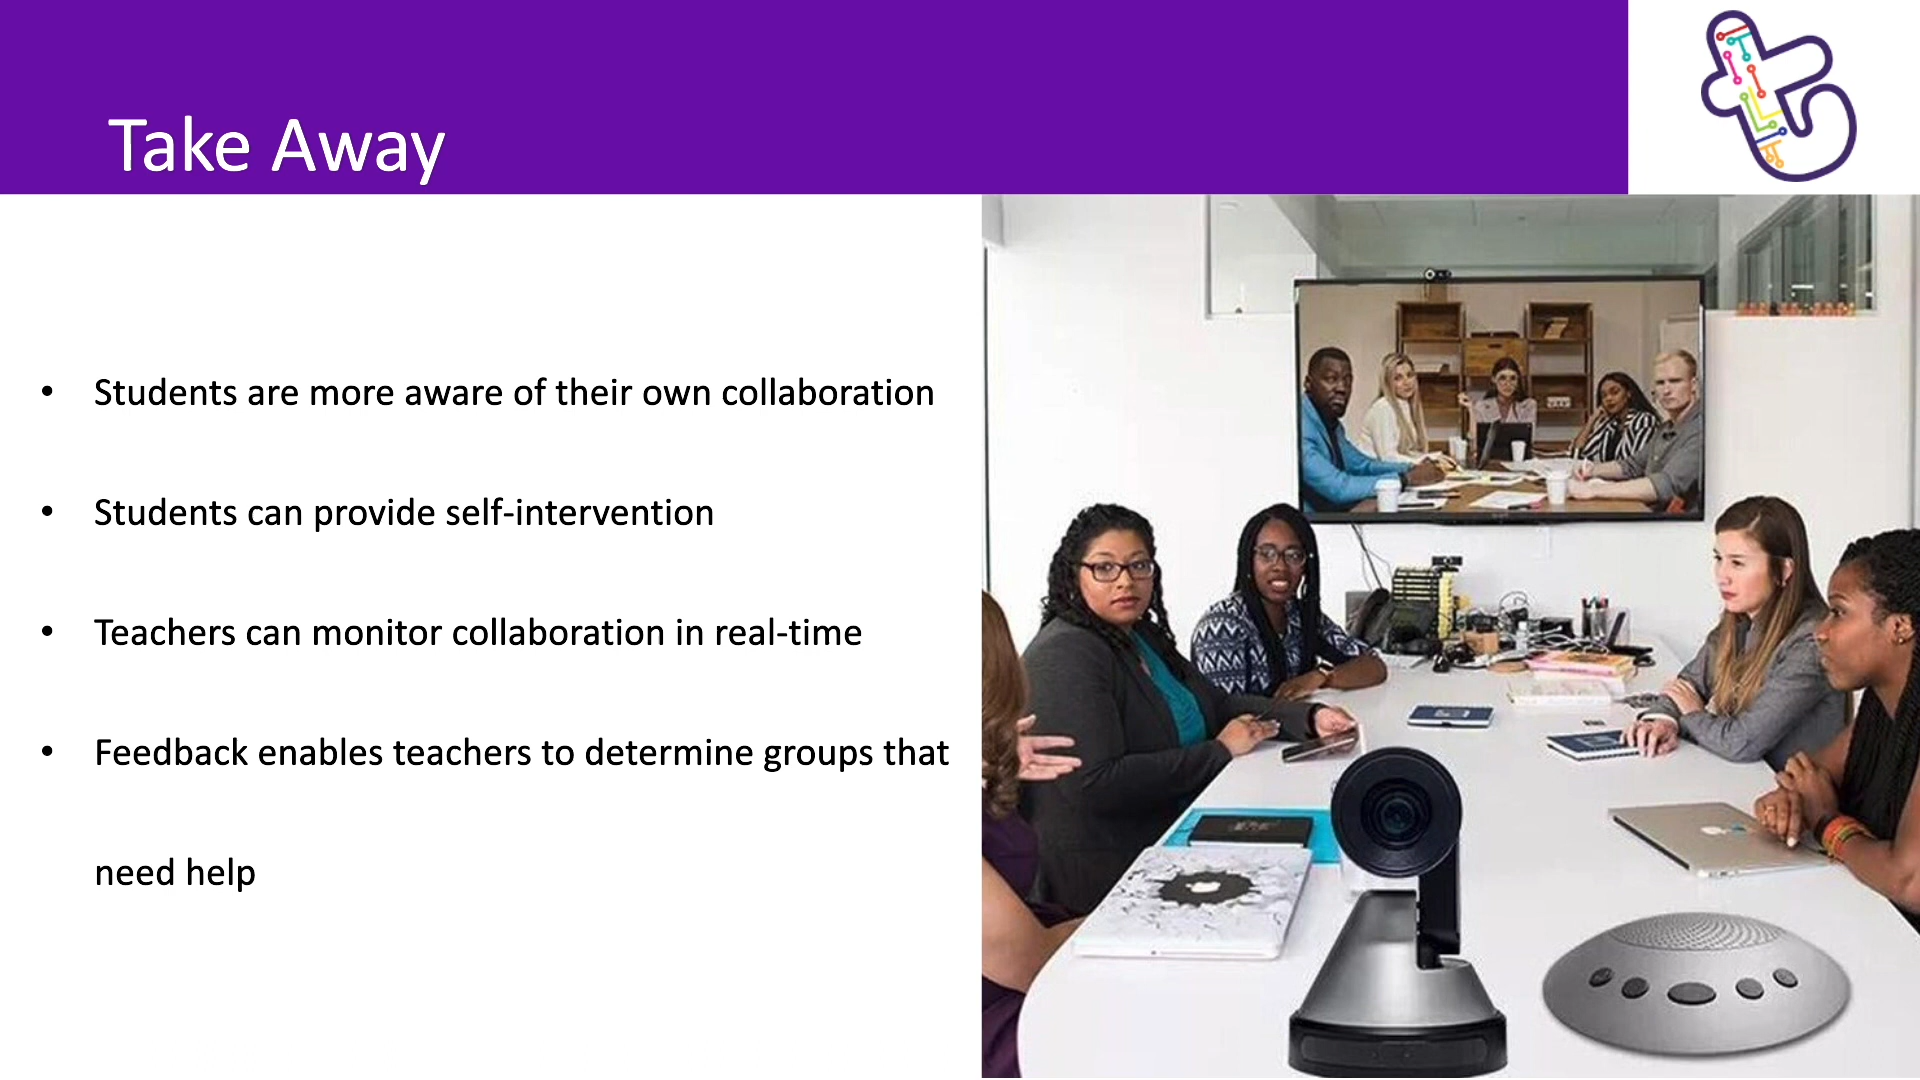 Take Away
• Students are more aware of their own collaboration
• Students can provide self-intervention
• Teachers can monitor collaboration in real-time
• Feedback enables teachers to determine groups that
need help